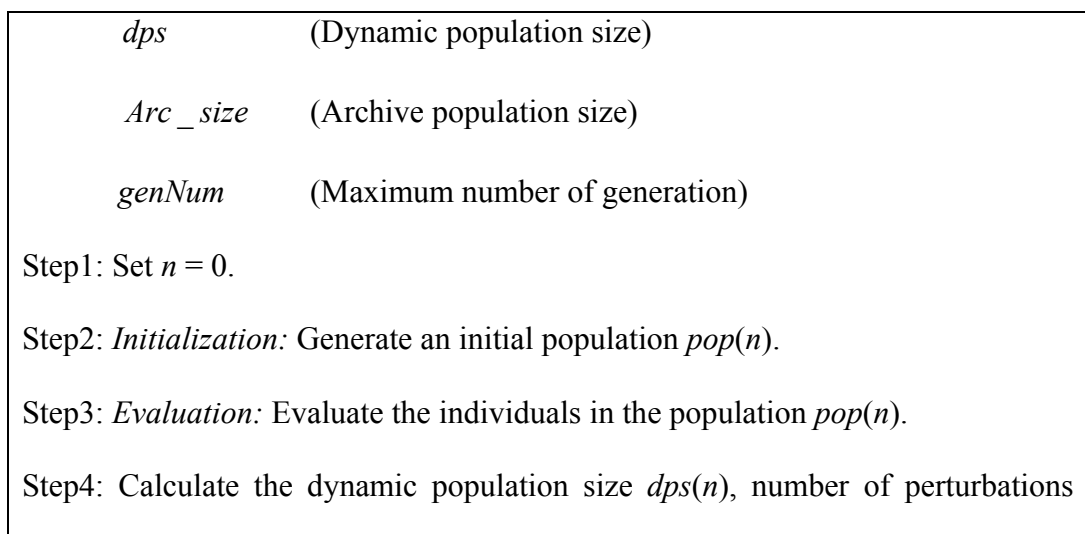 dps (Dynamic population size)
Arc _ size (Archive population size)
genNum (Maximum number of generation)
Step1: Set n = 0.
Step2: Initialization: Generate an initial population pop(n).
Step3: Evaluation: Evaluate the individuals in the population pop(n).
Step4: Calculate the dynamic population size dps(n), number of perturbations